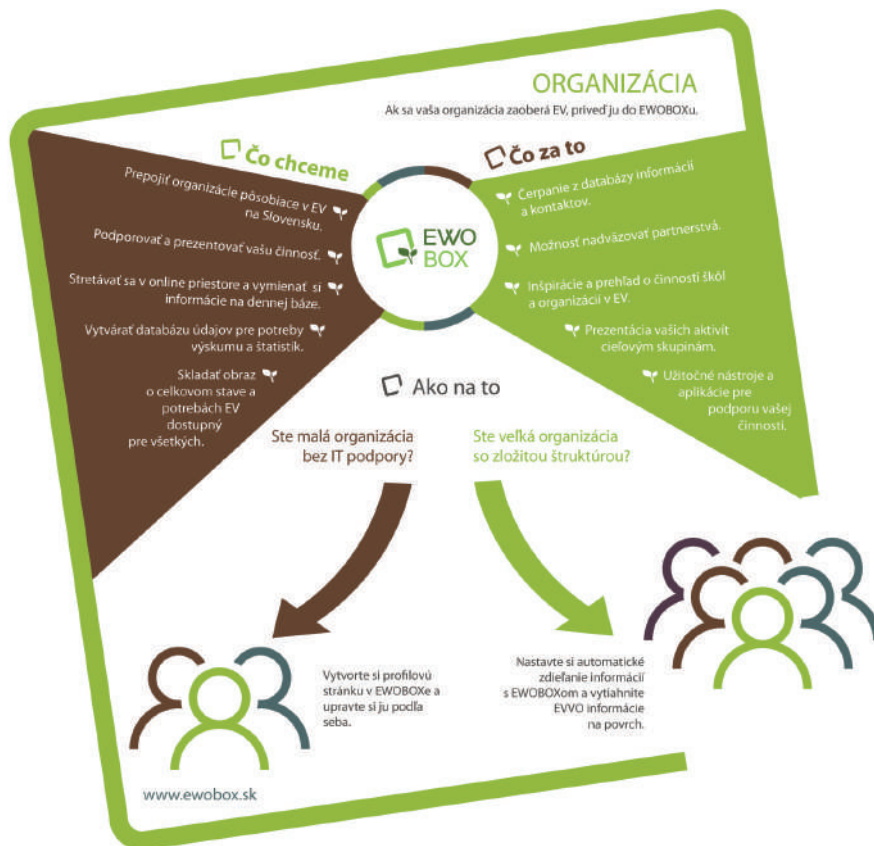 ORGANIZÁCIA
Ak sa vaša organizácia zaoberá EV, priveď ju do EWOBOXu.
Čo chceme
Prepojiť organizácie pôsobiace v EV
na Slovensku.
Podporovať a prezentovať vašu činnosť.
Stretávať sa v online priestore a vymienať si
informácie na dennej báze.
Vytvárať databázu údajov pre potreby
výskumu a štatistík.
Skladať obraz
o celkovom stave a
potrebách EV
dostupný
pre všetkých.
EWO
BOX
Čo za to
Čerpanie z databázy informácií
a kontaktov.
Možnosť nadväzovať partnerstvá.
Inšpirácie a prehľad o činnosti škôl
a organizácií v EV.
Prezentácia vašich aktivít
cieľovým skupinám.
Užitočné nástroje a
aplikácie pre
podporu vašej
činnosti.
Ako na to
Ste malá organizácia
bez IT podpory?
Ste veľká organizácia
so zložitou štruktúrou?
Vytvorte si profilovú
stránku v EWOBOXe a
upravte si ju podľa
seba.
Nastavte si automatické
zdieľanie informácií
s EWOBOXom a vytiahnite
EVVO informácie
na povrch.
www.ewobox.sk